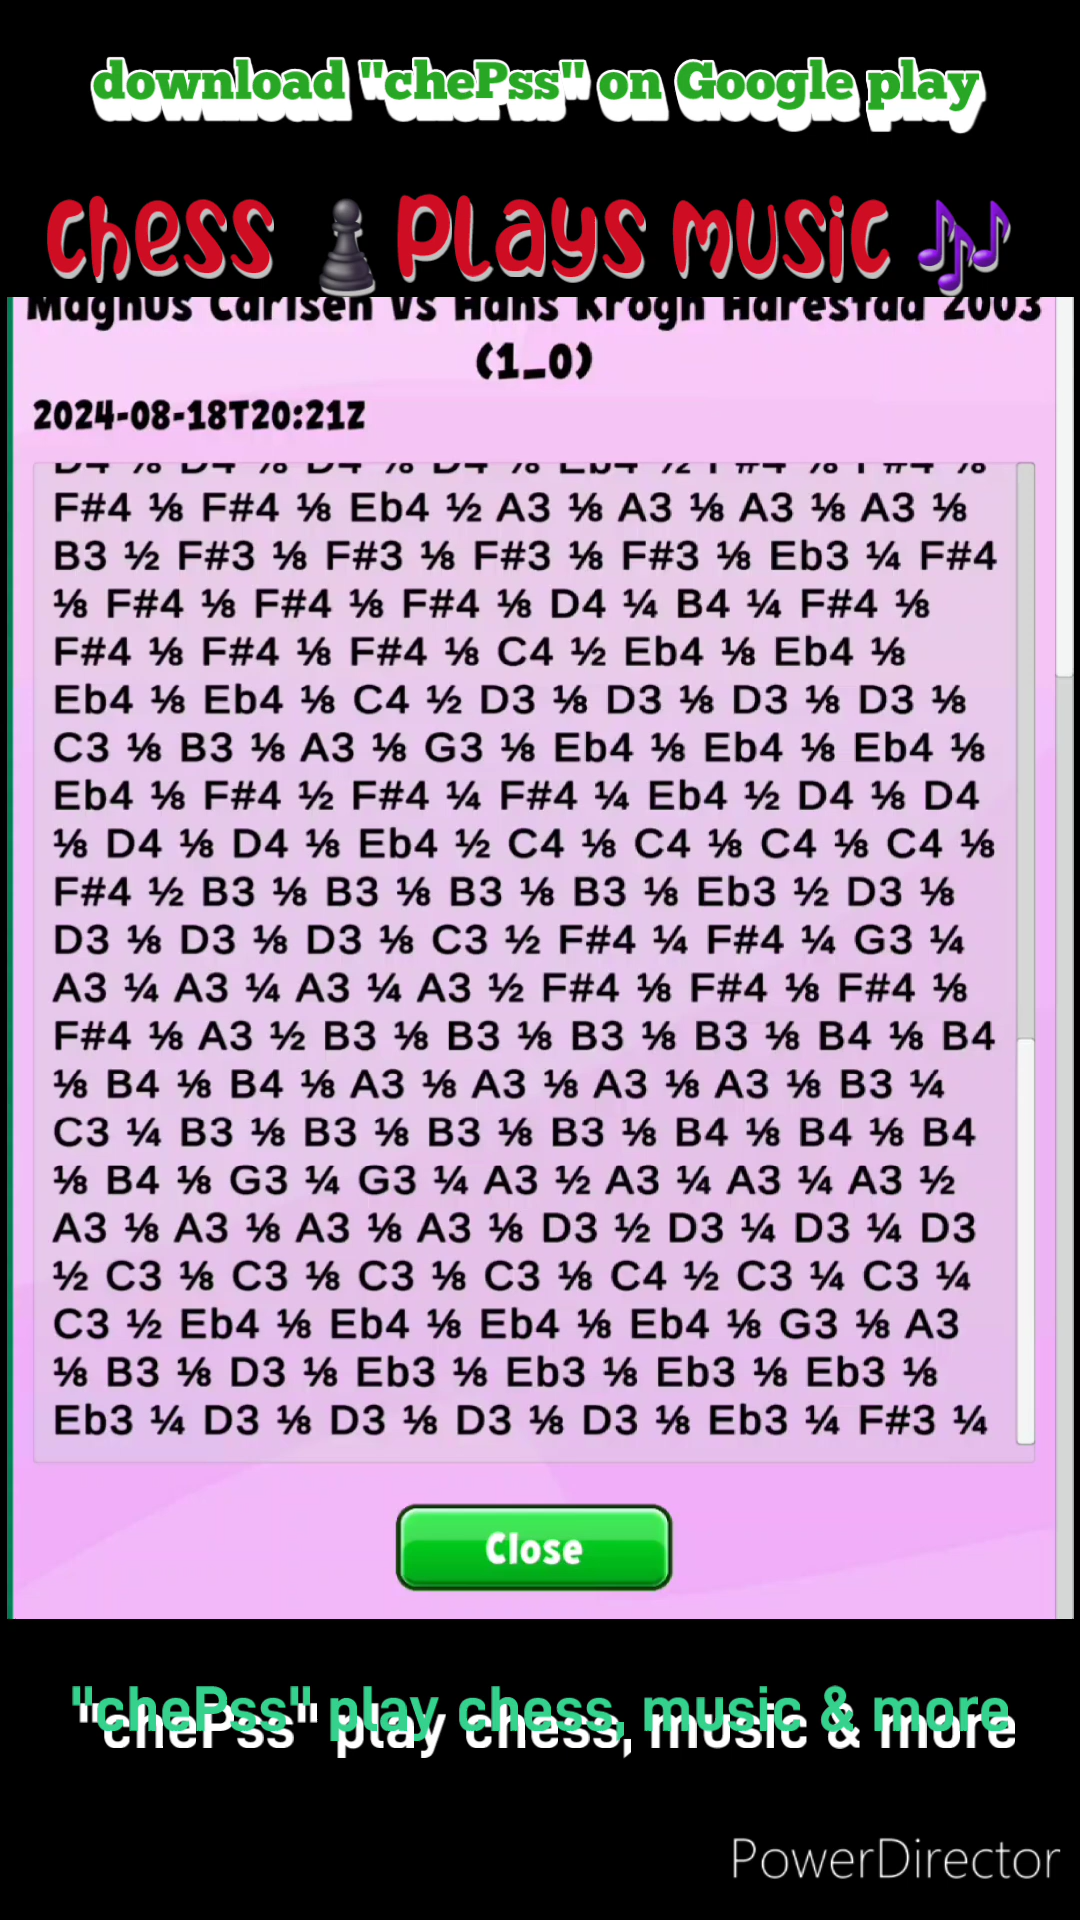 download "chePss" on Google play
Chess Plays music
Magnus Carlsen Vs Hans Krogh Harestad 2003
(1_0)
2024-08-18T20:21Z
D4 ⅛ D4 ⅛ D4 ⅛ D4 ⅛ Eb4 ½ F#4 ⅛ F#4 ⅛
F#4 ⅛ F#4 ⅛ Eb4 ½ A3 ⅛ A3 ⅛ A3 ⅛ A3 ⅛
B3 ½ F#3 ⅛ F#3 ⅛ F#3 ⅛ F#3 ⅛ Eb3 ¼ F#4
⅛ F#4 ⅛ F#4 ⅛ F#4 ⅛ D4 ¼ B4 ¼ F#4 ⅛
F#4 ⅛ F#4 ⅛ F#4 ⅛ C4 ½ Eb4 ⅛ Eb4 ⅛
Eb4 ⅛ Eb4 ⅛ C4 ½ D3 ⅛ D3 ⅛ D3 ⅛ D3 ⅛
C3 ⅛ B3 ⅛ A3 ⅛ G3 ⅛ Eb4 ⅛ Eb4 ⅛ Eb4 ⅛
Eb4 ⅛ F#4 ½ F#4 ¼ F#4 ¼ Eb4 ½ D4 ⅛ D4
⅛ D4 ⅛ D4 ⅛ Eb4 ½ C4 ⅛ C4 ⅛ C4 ⅛ C4 ⅛
F#4 ½ B3 ⅛ B3 ⅛ B3 ⅛ B3 ⅛ Eb3 ½ D3 ⅛
D3 ⅛ D3 ⅛ D3 ⅛ C3 ½ F#4 ¼ F#4 ¼ G3 ¼
A3 ¼ A3 ¼ A3 ¼ A3 ½ F#4 ⅛ F#4 ⅛ F#4 ⅛
F#4 ⅛ A3 ½ B3 ⅛ B3 ⅛ B3 ⅛ B3 ⅛ B4 ⅛ B4
⅛ B4 ⅛ B4 ⅛ A3 ⅛ A3 ⅛ A3 ⅛ A3 ⅛ B3 ¼
C3 ¼ B3 ⅛ B3 ⅛ B3 ⅛ B3 ⅛ B4 ⅛ B4 ⅛ B4
⅛ B4 ⅛ G3 ¼ G3 ¼ A3 ½ A3 ¼ A3 ¼ A3 ½
A3 ⅛ A3 ⅛ A3 ⅛ A3 ⅛ D3 ½ D3 ¼ D3 ¼ D3
½ C3 ⅛ C3 ⅛ C3 ⅛ C3 ⅛ C4 ½ C3 ¼ C3 ¼
C3 ½ Eb4 ⅛ Eb4 ⅛ Eb4 ⅛ Eb4 ⅛ G3 ⅛ A3
⅛ B3 ⅛ D3 ⅛ Eb3 ⅛ Eb3 ⅛ Eb3 ⅛ Eb3 ⅛
Eb3 ¼ D3 ⅛ D3 ⅛ D3 ⅛ D3 ⅛ Eb3 ¼ F#3 ¼
Close
"chePss" play chess, music & more
PowerDirector